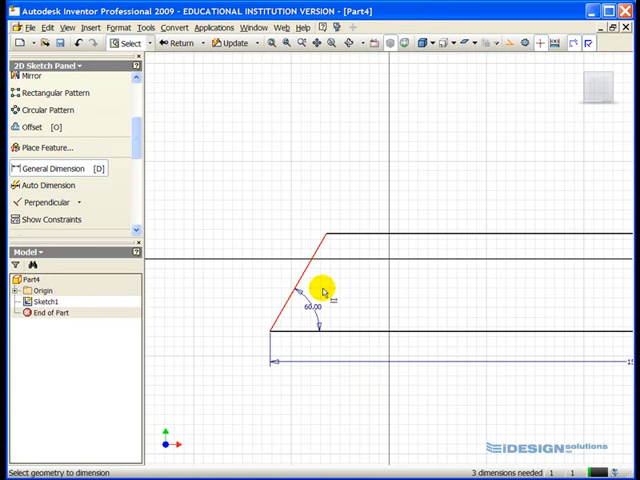 Autodesk Inventor Professional 2009 - EDUCATIONAL INSTITUTION VERSION - [Part4]
File Edit View Insert Format Tools Convert Applications Window Web Help
Select Return Update
2D Sketch Panel
Mirror
Rectangular Pattern
Circular Pattern
Offset [O]
Place Feature...
General Dimension [D]
Auto Dimension
Perpendicular
Show Constraints
Model
Part4
Origin
Sketch1
End of Part
60.00
IDESIGN solutions
Select geometry to dimension
3 dimensions needed 1 1